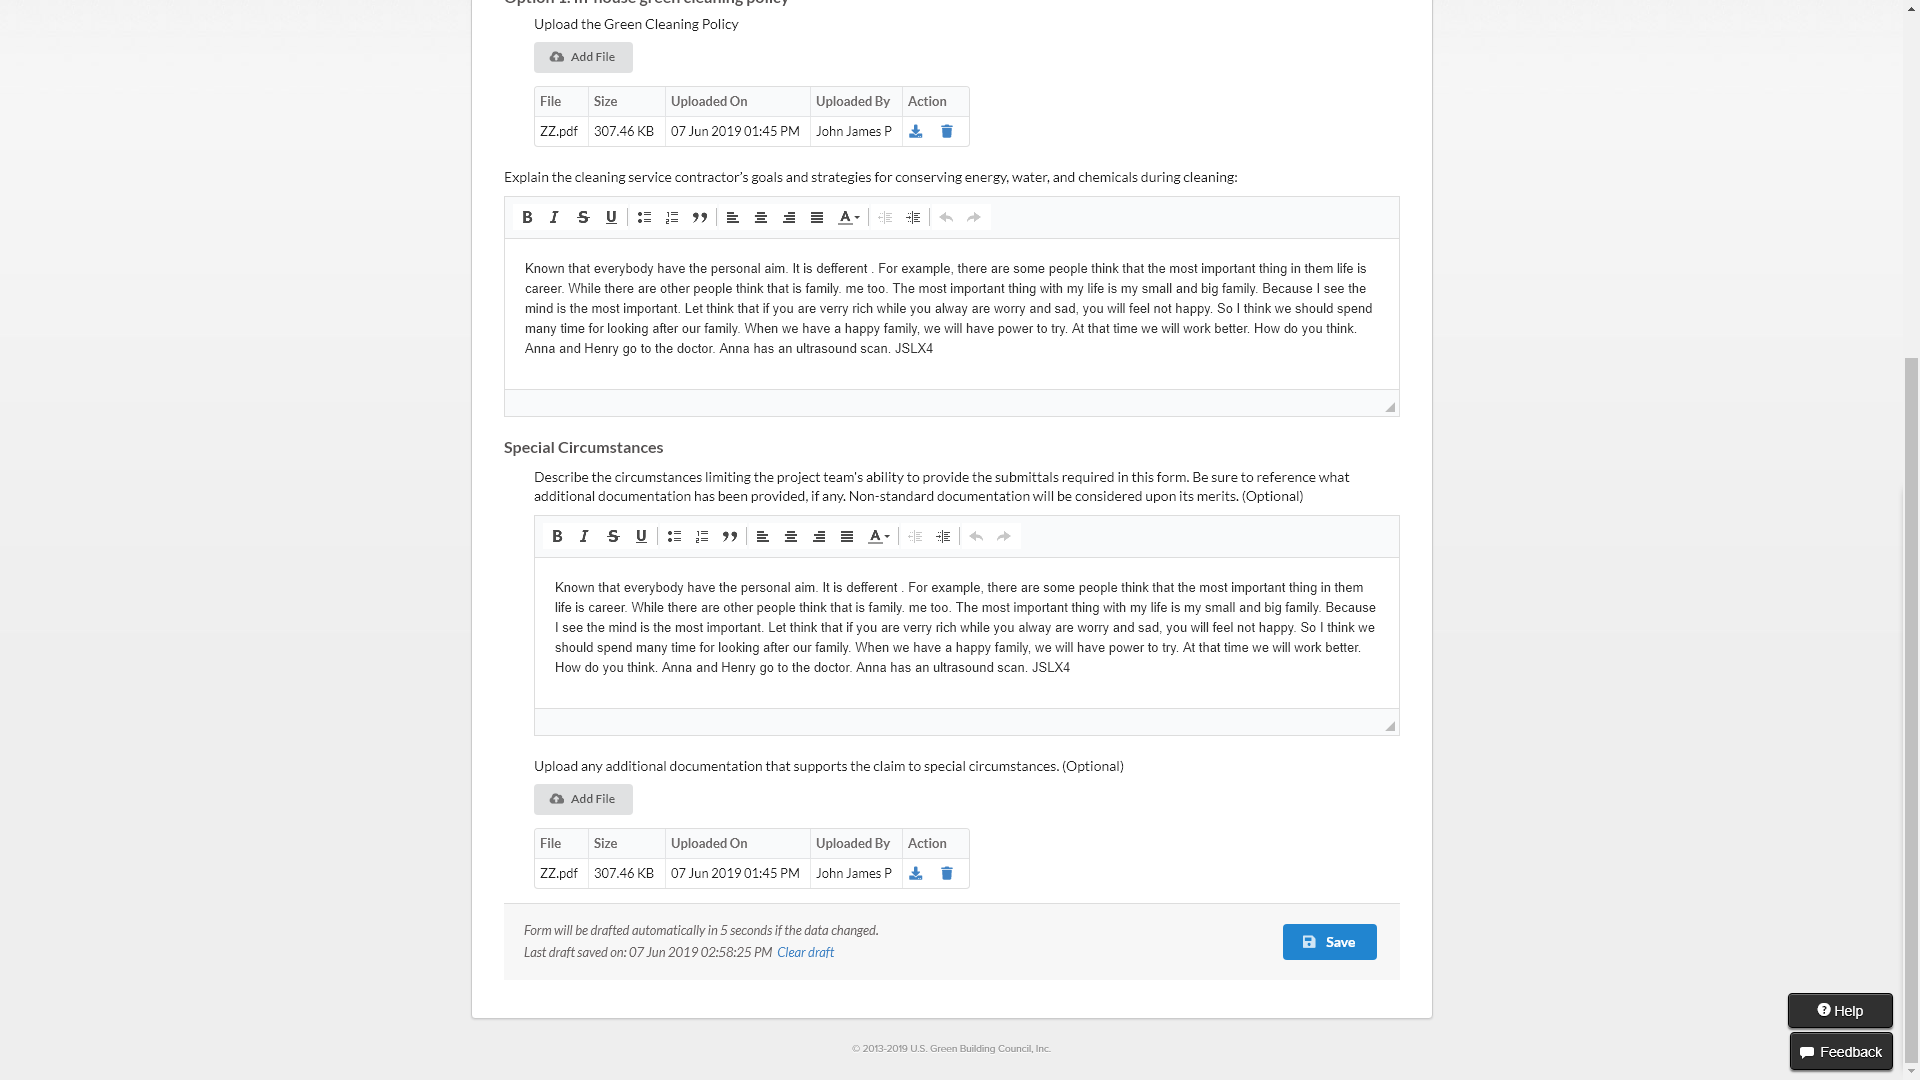 Option 1: In-house green cleaning policy
Upload the Green Cleaning Policy
Add File
File Size Uploaded On Uploaded By Action
ZZ.pdf 307.46 KB 07 Jun 2019 01:45 PM John James P
Explain the cleaning service contractor's goals and strategies for conserving energy, water, and chemicals during cleaning:
B I S U A
Known that everybody have the personal aim. It is defferent . For example, there are some people think that the most important thing in them life is
career. While there are other people think that is family. me too. The most important thing with my life is my small and big family. Because I see the
mind is the most important. Let think that if you are verry rich while you alway are worry and sad, you will feel not happy. So I think we should spend
many time for looking after our family. When we have a happy family, we will have power to try. At that time we will work better. How do you think.
Anna and Henry go to the doctor. Anna has an ultrasound scan. JSLX4
Special Circumstances
Describe the circumstances limiting the project team's ability to provide the submittals required in this form. Be sure to reference what
additional documentation has been provided, if any. Non-standard documentation will be considered upon its merits. (Optional)
B I S U A
Known that everybody have the personal aim. It is defferent . For example, there are some people think that the most important thing in them
life is career. While there are other people think that is family. me too. The most important thing with my life is my small and big family. Because
I see the mind is the most important. Let think that if you are verry rich while you alway are worry and sad, you will feel not happy. So I think we
should spend many time for looking after our family. When we have a happy family, we will have power to try. At that time we will work better.
How do you think. Anna and Henry go to the doctor. Anna has an ultrasound scan. JSLX4
Upload any additional documentation that supports the claim to special circumstances. (Optional)
Add File
File Size Uploaded On Uploaded By Action
ZZ.pdf 307.46 KB 07 Jun 2019 01:45 PM John James P
Form will be drafted automatically in 5 seconds if the data changed.
Last draft saved on: 07 Jun 2019 02:58:25 PM Clear draft
Save
Help
Feedback
© 2013-2019 U.S. Green Building Council, Inc.